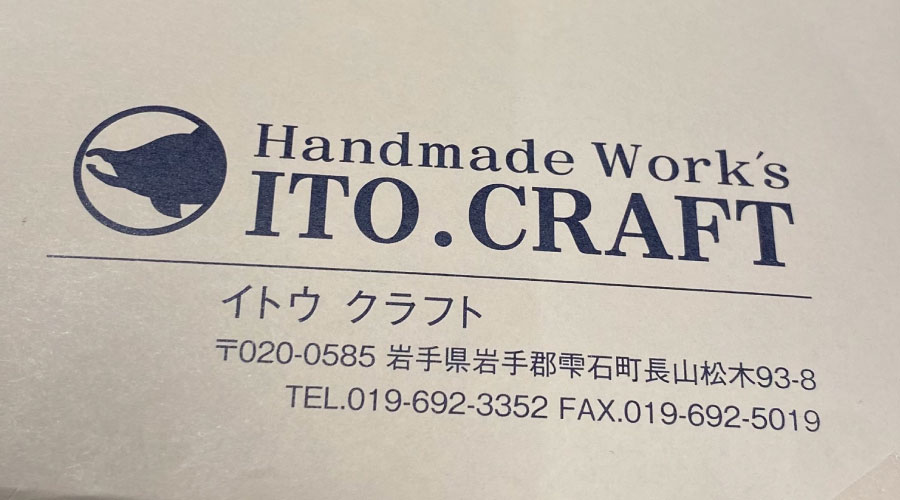 Handmade Work's
ITO.CRAFT
イトウ クラフト
〒020-0585 岩手県岩手郡雫石町長山松木93-8
TEL.019-692-3352 FAX.019-692-5019